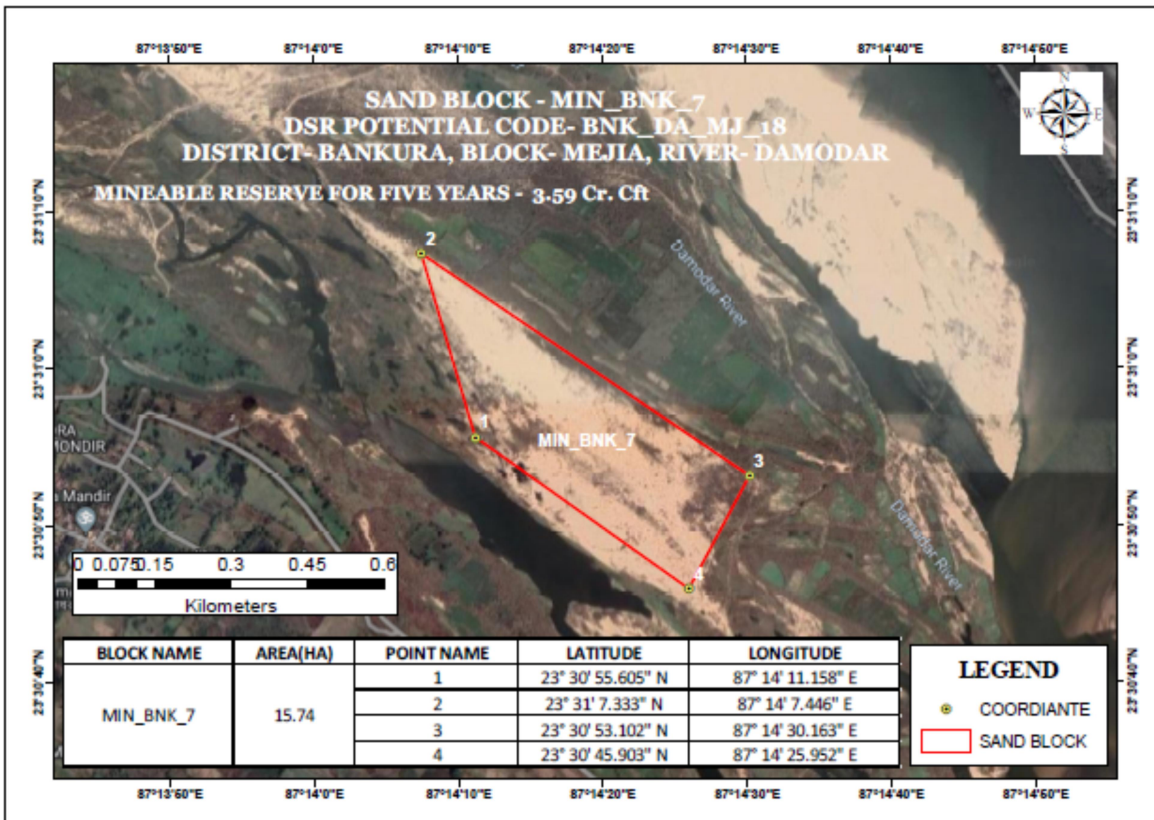 87°13'50"E 87°14'0"E 87°14'10"E 87°14'20"E 87°14'30"E 87°14'40"E 87°14'50"E
SAND BLOCK - MIN_BNK_7
DSR POTENTIAL CODE- BNK_DA_MJ_18
DISTRICT- BANKURA, BLOCK- MEJIA, RIVER- DAMODAR
MINEABLE RESERVE FOR FIVE YEARS - 3.59 Cr. Cft
N
W E
S
23°31'10"N 23°31'10"N
2
Damodar River
23°31'0"N 23°31'0"N
1
MIN_BNK_7
3
RA
MONDIR
a Mandir
23°30'50"N 23°30'50"N
Damodar River
4
0 0.075 0.15 0.3 0.45 0.6
Kilometers
BLOCK NAME AREA(HA) POINT NAME LATITUDE LONGITUDE
1 23° 30' 55.605" N 87° 14' 11.158" E
MIN_BNK_7 15.74 2 23° 31' 7.333" N 87° 14' 7.446" E
3 23° 30' 53.102" N 87° 14' 30.163" E
4 23° 30' 45.903" N 87° 14' 25.952" E
LEGEND
COORDIANTE
SAND BLOCK
23°30'40"N 23°30'40"N
87°13'50"E 87°14'0"E 87°14'10"E 87°14'20"E 87°14'30"E 87°14'40"E 87°14'50"E